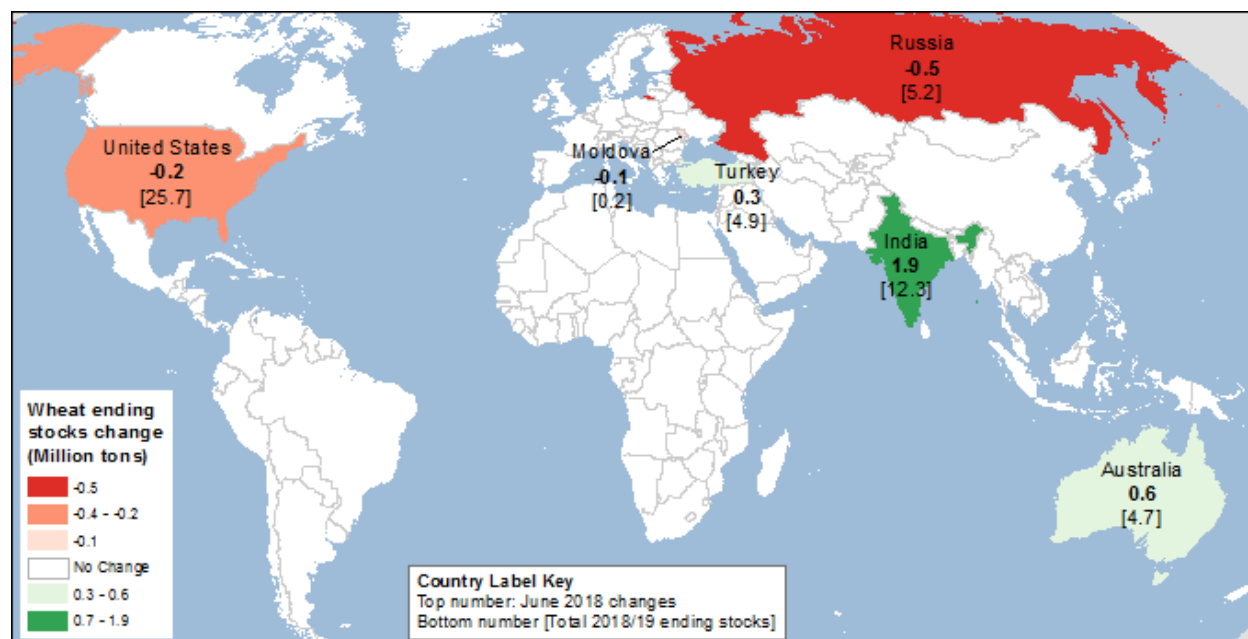 Russia
-0.5
[5.2]
United States
-0.2
[25.7]
Moldova
-0.1
[0.2]
Turkey
0.3
[4.9]
India
1.9
[12.3]
Australia
0.6
[4.7]
Wheat ending
stocks change
(Million tons)
-0.5
-0.4 - -0.2
-0.1
No Change
0.3 - 0.6
0.7 - 1.9
Country Label Key
Top number: June 2018 changes
Bottom number [Total 2018/19 ending stocks]